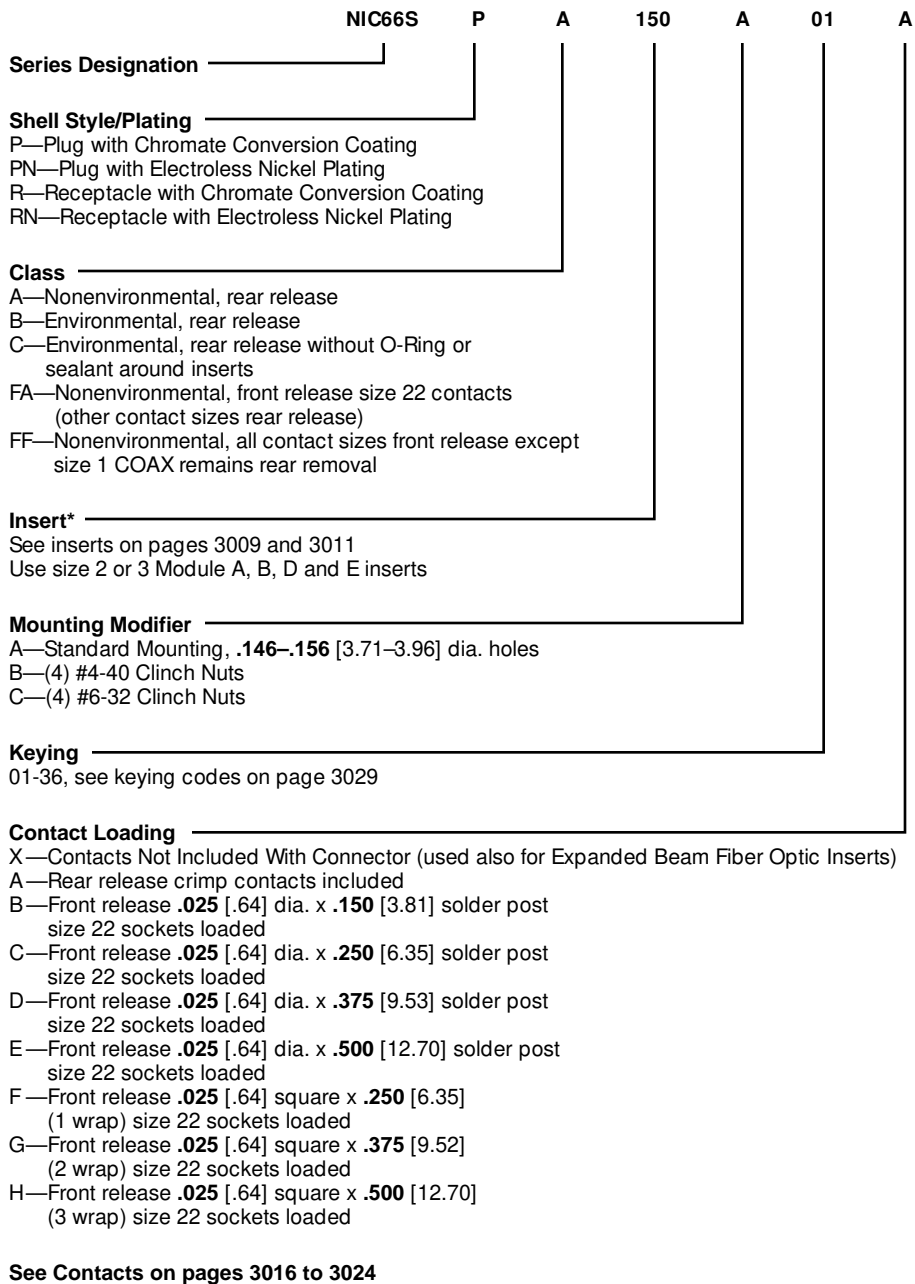 NIC66S P A 150 A 01 A
Series Designation
Shell Style/Plating
P—Plug with Chromate Conversion Coating
PN—Plug with Electroless Nickel Plating
R—Receptacle with Chromate Conversion Coating
RN—Receptacle with Electroless Nickel Plating
Class
A—Nonenvironmental, rear release
B—Environmental, rear release
C—Environmental, rear release without O-Ring or
sealant around inserts
FA—Nonenvironmental, front release size 22 contacts
(other contact sizes rear release)
FF—Nonenvironmental, all contact sizes front release except
size 1 COAX remains rear removal
Insert*
See inserts on pages 3009 and 3011
Use size 2 or 3 Module A, B, D and E inserts
Mounting Modifier
A—Standard Mounting, .146–.156 [3.71–3.96] dia. holes
B—(4) #4-40 Clinch Nuts
C—(4) #6-32 Clinch Nuts
Keying
01-36, see keying codes on page 3029
Contact Loading
X—Contacts Not Included With Connector (used also for Expanded Beam Fiber Optic Inserts)
A—Rear release crimp contacts included
B—Front release .025 [.64] dia. x .150 [3.81] solder post
size 22 sockets loaded
C—Front release .025 [.64] dia. x .250 [6.35] solder post
size 22 sockets loaded
D—Front release .025 [.64] dia. x .375 [9.53] solder post
size 22 sockets loaded
E—Front release .025 [.64] dia. x .500 [12.70] solder post
size 22 sockets loaded
F—Front release .025 [.64] square x .250 [6.35]
(1 wrap) size 22 sockets loaded
G—Front release .025 [.64] square x .375 [9.52]
(2 wrap) size 22 sockets loaded
H—Front release .025 [.64] square x .500 [12.70]
(3 wrap) size 22 sockets loaded
See Contacts on pages 3016 to 3024